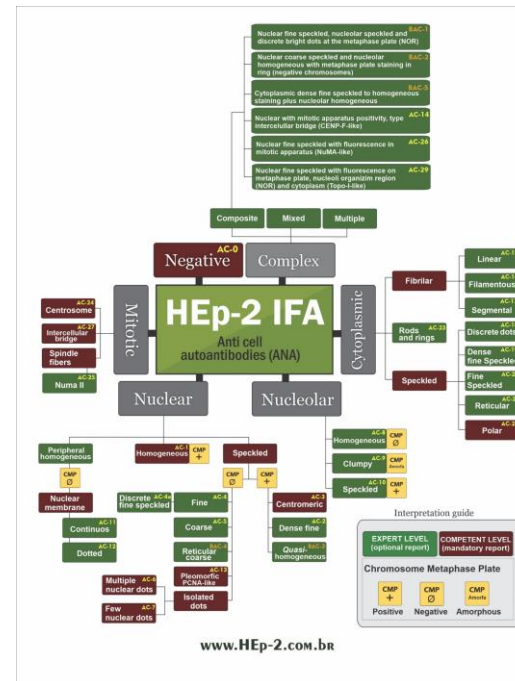 BAC-1
Nuclear fine speckled, nucleolar speckled and
discrete bright dots at the metaphase plate (NOR)
BAC-2
Nuclear coarse speckled and nucleolar
homogeneous with metaphase plate staining in
ring (negative chromosomes)
BAC-5
Cytoplasmic dense fine speckled to homogeneous
staining plus nucleolar homogeneous
AC-14
Nuclear with mitotic apparatus positivity, type
intercelular bridge (CENP-F-like)
AC-26
Nuclear fine speckled with fluorescence in
mitotic apparatus (NuMA-like)
AC-29
Nuclear fine speckled with fluorescence on
metaphase plate, nucleoli organizim region
(NOR) and cytoplasm (Topo-I-like)
Composite
Mixed
Multiple
AC-0
Negative
Complex
HEp-2 IFA
Anti cell
autoantibodies (ANA)
Mitotic
AC-24
Centrosome
AC-27
Intercellular
bridge
Spindle
fibers
AC-25
Numa II
Cytoplasmic
Fibrilar
Linear
Filamentous
Segmental
AC-23
Rods
and rings
Speckled
Discrete dots
Dense
fine Speckled
Fine
Speckled
Reticular
Polar
Nuclear
Nucleolar
Peripheral
homogeneous
CMP
Ø
Nuclear
membrane
AC-11
Continuos
AC-12
Dotted
AC-1
Homogeneous
CMP
+
Speckled
CMP
Ø
CMP
+
AC-4a
Discrete
fine speckled
AC-4
Fine
AC-5
Coarse
Reticular
coarse
Pleomorfic
PCNA-like
Isolated
dots
AC-6
Multiple
nuclear dots
AC-7
Few
nuclear dots
AC-3
Centromeric
AC-2
Dense fine
Quasi-
homogeneous
AC-8
Homogeneous
CMP
Ø
AC-9
Clumpy
CMP
Amorfa
AC-10
Speckled
CMP
+
Interpretation guide
EXPERT LEVEL
(optional report)
COMPETENT LEVEL
(mandatory report)
Chromosome Metaphase Plate
CMP
+
Positive
CMP
Ø
Negative
CMP
Amorfa
Amorphous
www.HEp-2.com.br